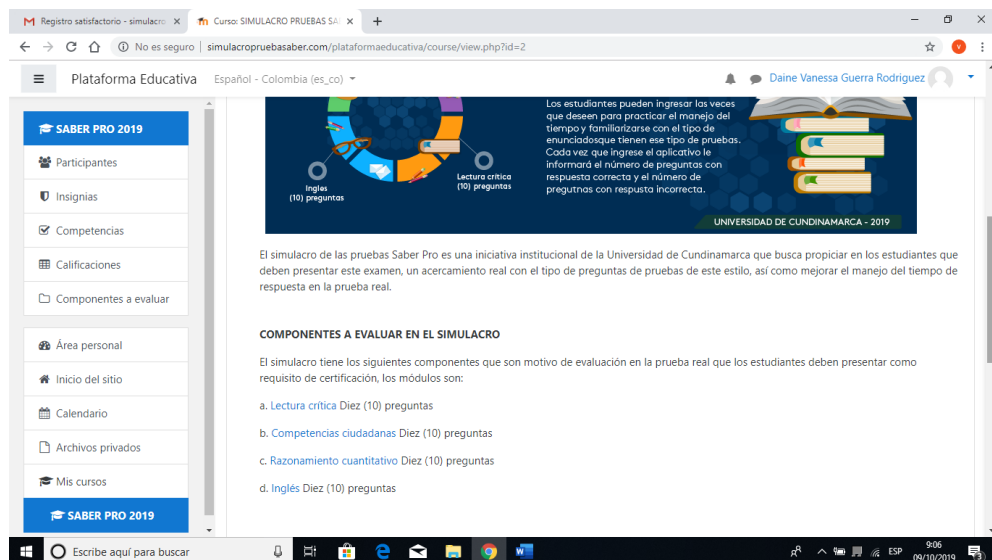 Registro satisfactorio - simulacro
Curso: SIMULACRO PRUEBAS SA
No es seguro | simulacropruebasaber.com/plataformaeducativa/course/view.php?id=2
V
Plataforma Educativa
Español - Colombia (es_co)
Daine Vanessa Guerra Rodriguez
SABER PRO 2019
Participantes
Insignias
Competencias
Calificaciones
Componentes a evaluar
Área personal
Inicio del sitio
Calendario
Archivos privados
Mis cursos
SABER PRO 2019
Ingles
(10) preguntas
Lectura crítica
(10) preguntas
Los estudiantes pueden ingresar las veces
que deseen para practicar el manejo del
tiempo y familiarizarse con el tipo de
enunciadosque tienen ese tipo de pruebas.
Cada vez que ingrese el aplicativo le
informará el número de preguntas con
respuesta correcta y el número de
pregutnas con respusta incorrecta.
UNIVERSIDAD DE CUNDINAMARCA - 2019
El simulacro de las pruebas Saber Pro es una iniciativa institucional de la Universidad de Cundinamarca que busca propiciar en los estudiantes que
deben presentar este examen, un acercamiento real con el tipo de preguntas de pruebas de este estilo, así como mejorar el manejo del tiempo de
respuesta en la prueba real.
COMPONENTES A EVALUAR EN EL SIMULACRO
El simulacro tiene los siguientes componentes que son motivo de evaluación en la prueba real que los estudiantes deben presentar como
requisito de certificación, los módulos son:
a. Lectura crítica Diez (10) preguntas
b. Competencias ciudadanas Diez (10) preguntas
c. Razonamiento cuantitativo Diez (10) preguntas
d. Inglés Diez (10) preguntas
Escribe aquí para buscar
ESP
9:06
09/10/2019